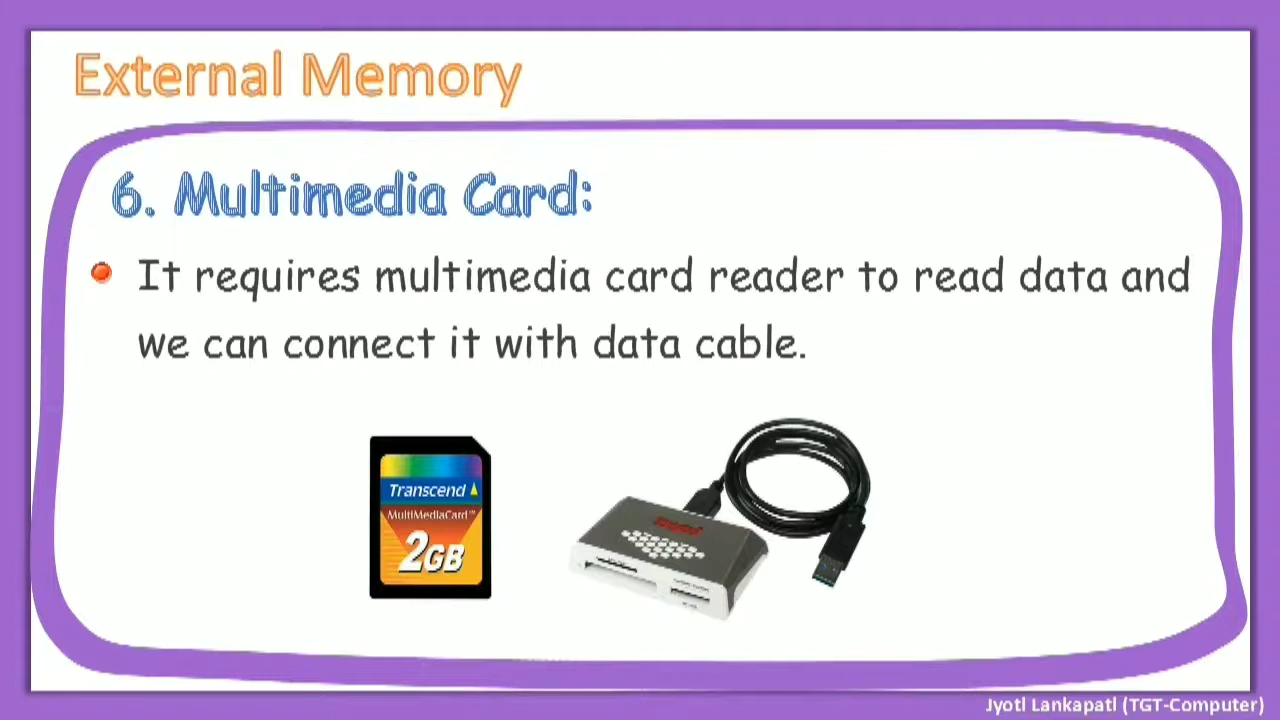 External Memory
6. Multimedia Card:
It requires multimedia card reader to read data and
we can connect it with data cable.
Transcend
MultiMediaCard™
2GB
Jyoti Lankapati (TGT-Computer)